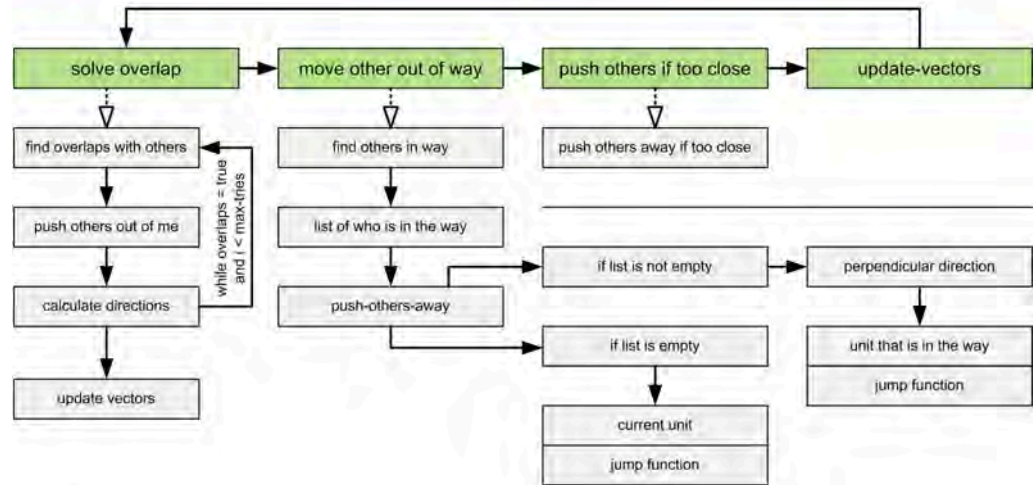 solve overlap
move other out of way
push others if too close
update-vectors
find overlaps with others
find others in way
push others away if too close
while overlaps = true
and i < max-tries
push others out of me
list of who is in the way
calculate directions
push-others-away
if list is not empty
perpendicular direction
if list is empty
unit that is in the way
jump function
update vectors
current unit
jump function